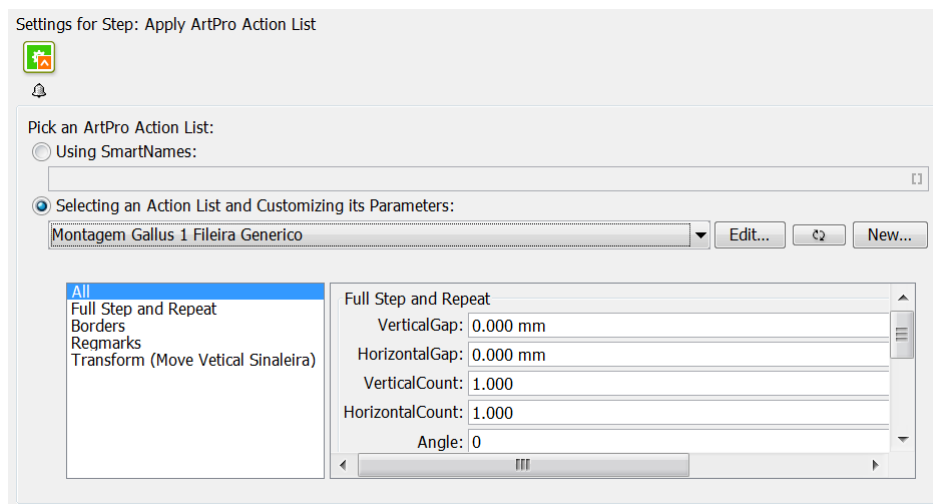 Settings for Step: Apply ArtPro Action List
Pick an ArtPro Action List:
Using SmartNames:
[]
Selecting an Action List and Customizing its Parameters:
Montagem Gallus 1 Fileira Generico
Edit...
New...
All
Full Step and Repeat
Borders
Regmarks
Transform (Move Vetical Sinaleira)
Full Step and Repeat
VerticalGap: 0.000 mm
HorizontalGap: 0.000 mm
VerticalCount: 1.000
HorizontalCount: 1.000
Angle: 0